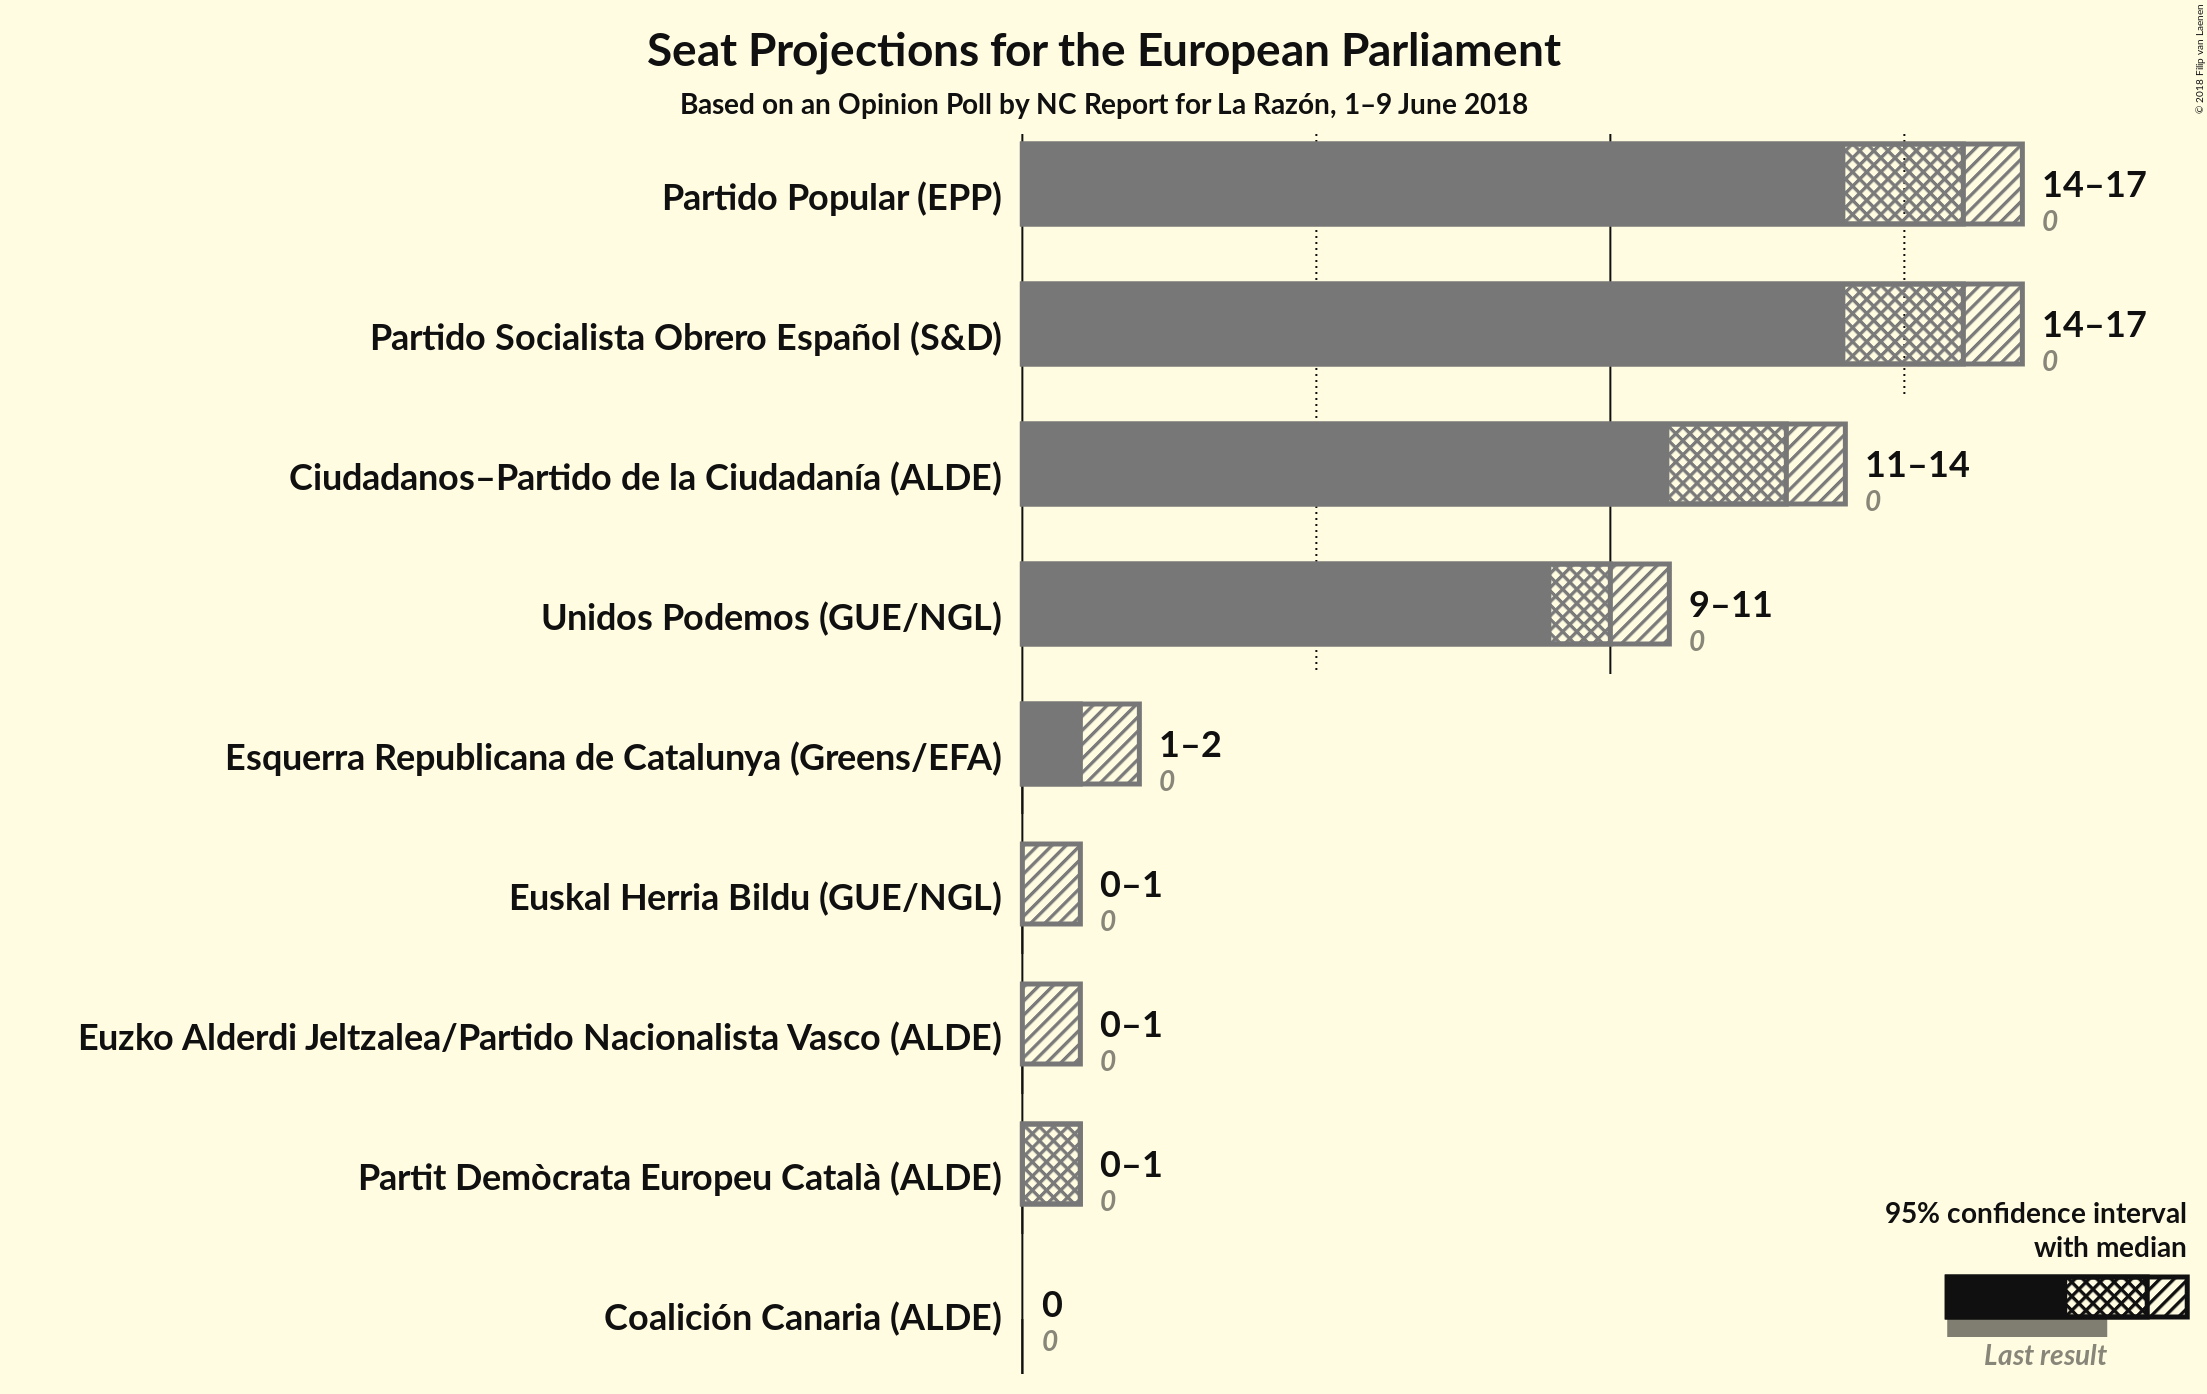 Seat Projections for the European Parliament
Based on an Opinion Poll by NC Report for La Razón, 1–9 June 2018
© 2018 Filip van Laenen
Partido Popular (EPP)
14–17
0
Partido Socialista Obrero Español (S&D)
14–17
0
Ciudadanos–Partido de la Ciudadanía (ALDE)
11–14
0
Unidos Podemos (GUE/NGL)
9–11
0
Esquerra Republicana de Catalunya (Greens/EFA)
1–2
0
Euskal Herria Bildu (GUE/NGL)
0–1
0
Euzko Alderdi Jeltzalea/Partido Nacionalista Vasco (ALDE)
0–1
0
Partit Demòcrata Europeu Català (ALDE)
0–1
0
Coalición Canaria (ALDE)
0
0
95% confidence interval
with median
Last result